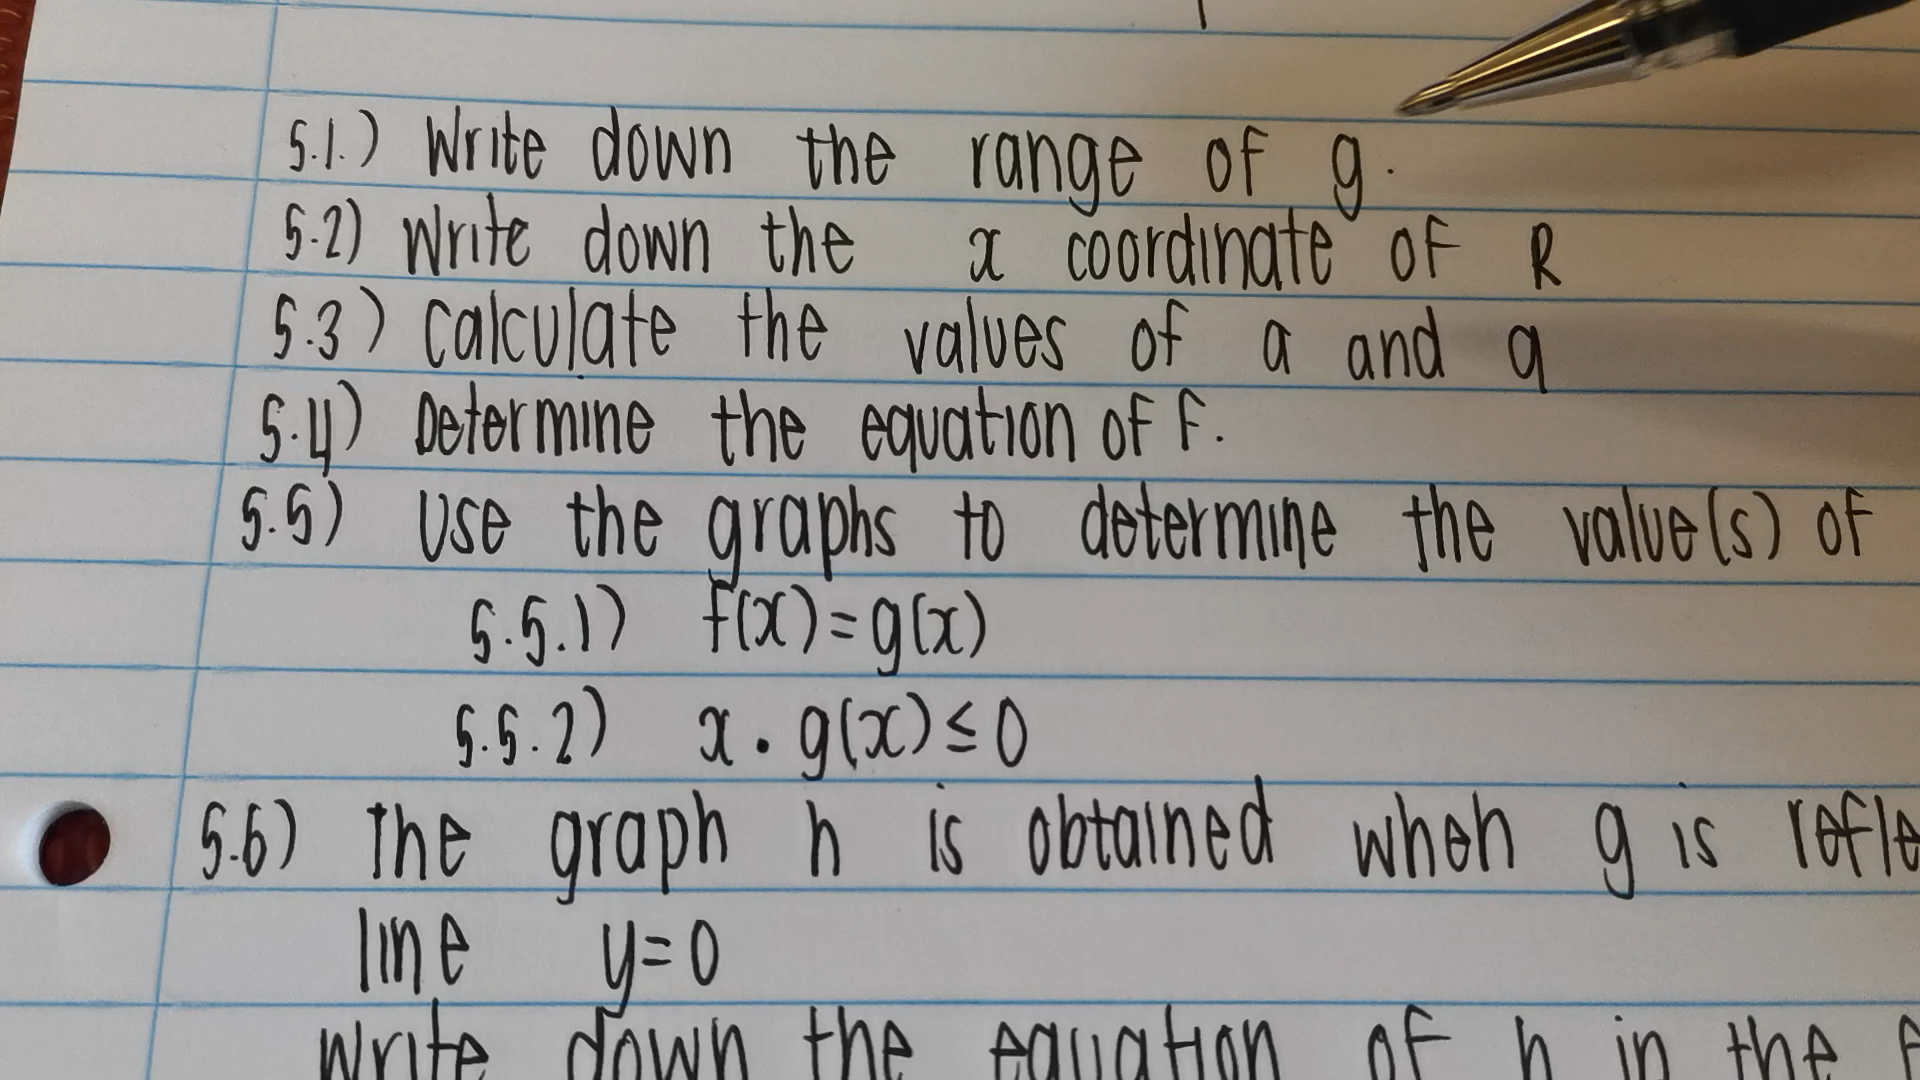 5.1.) Write down the range of g.
5.2) Write down the x coordinate of R
5.3) Calculate the values of a and q
5.4) Determine the equation of f.
5.5) Use the graphs to determine the value(s) of
5.5.1) f(x)=g(x)
5.5.2) x . g(x) ≤ 0
5.6) The graph h is obtained when g is refle
line y=0
Write down the equation of h in the f